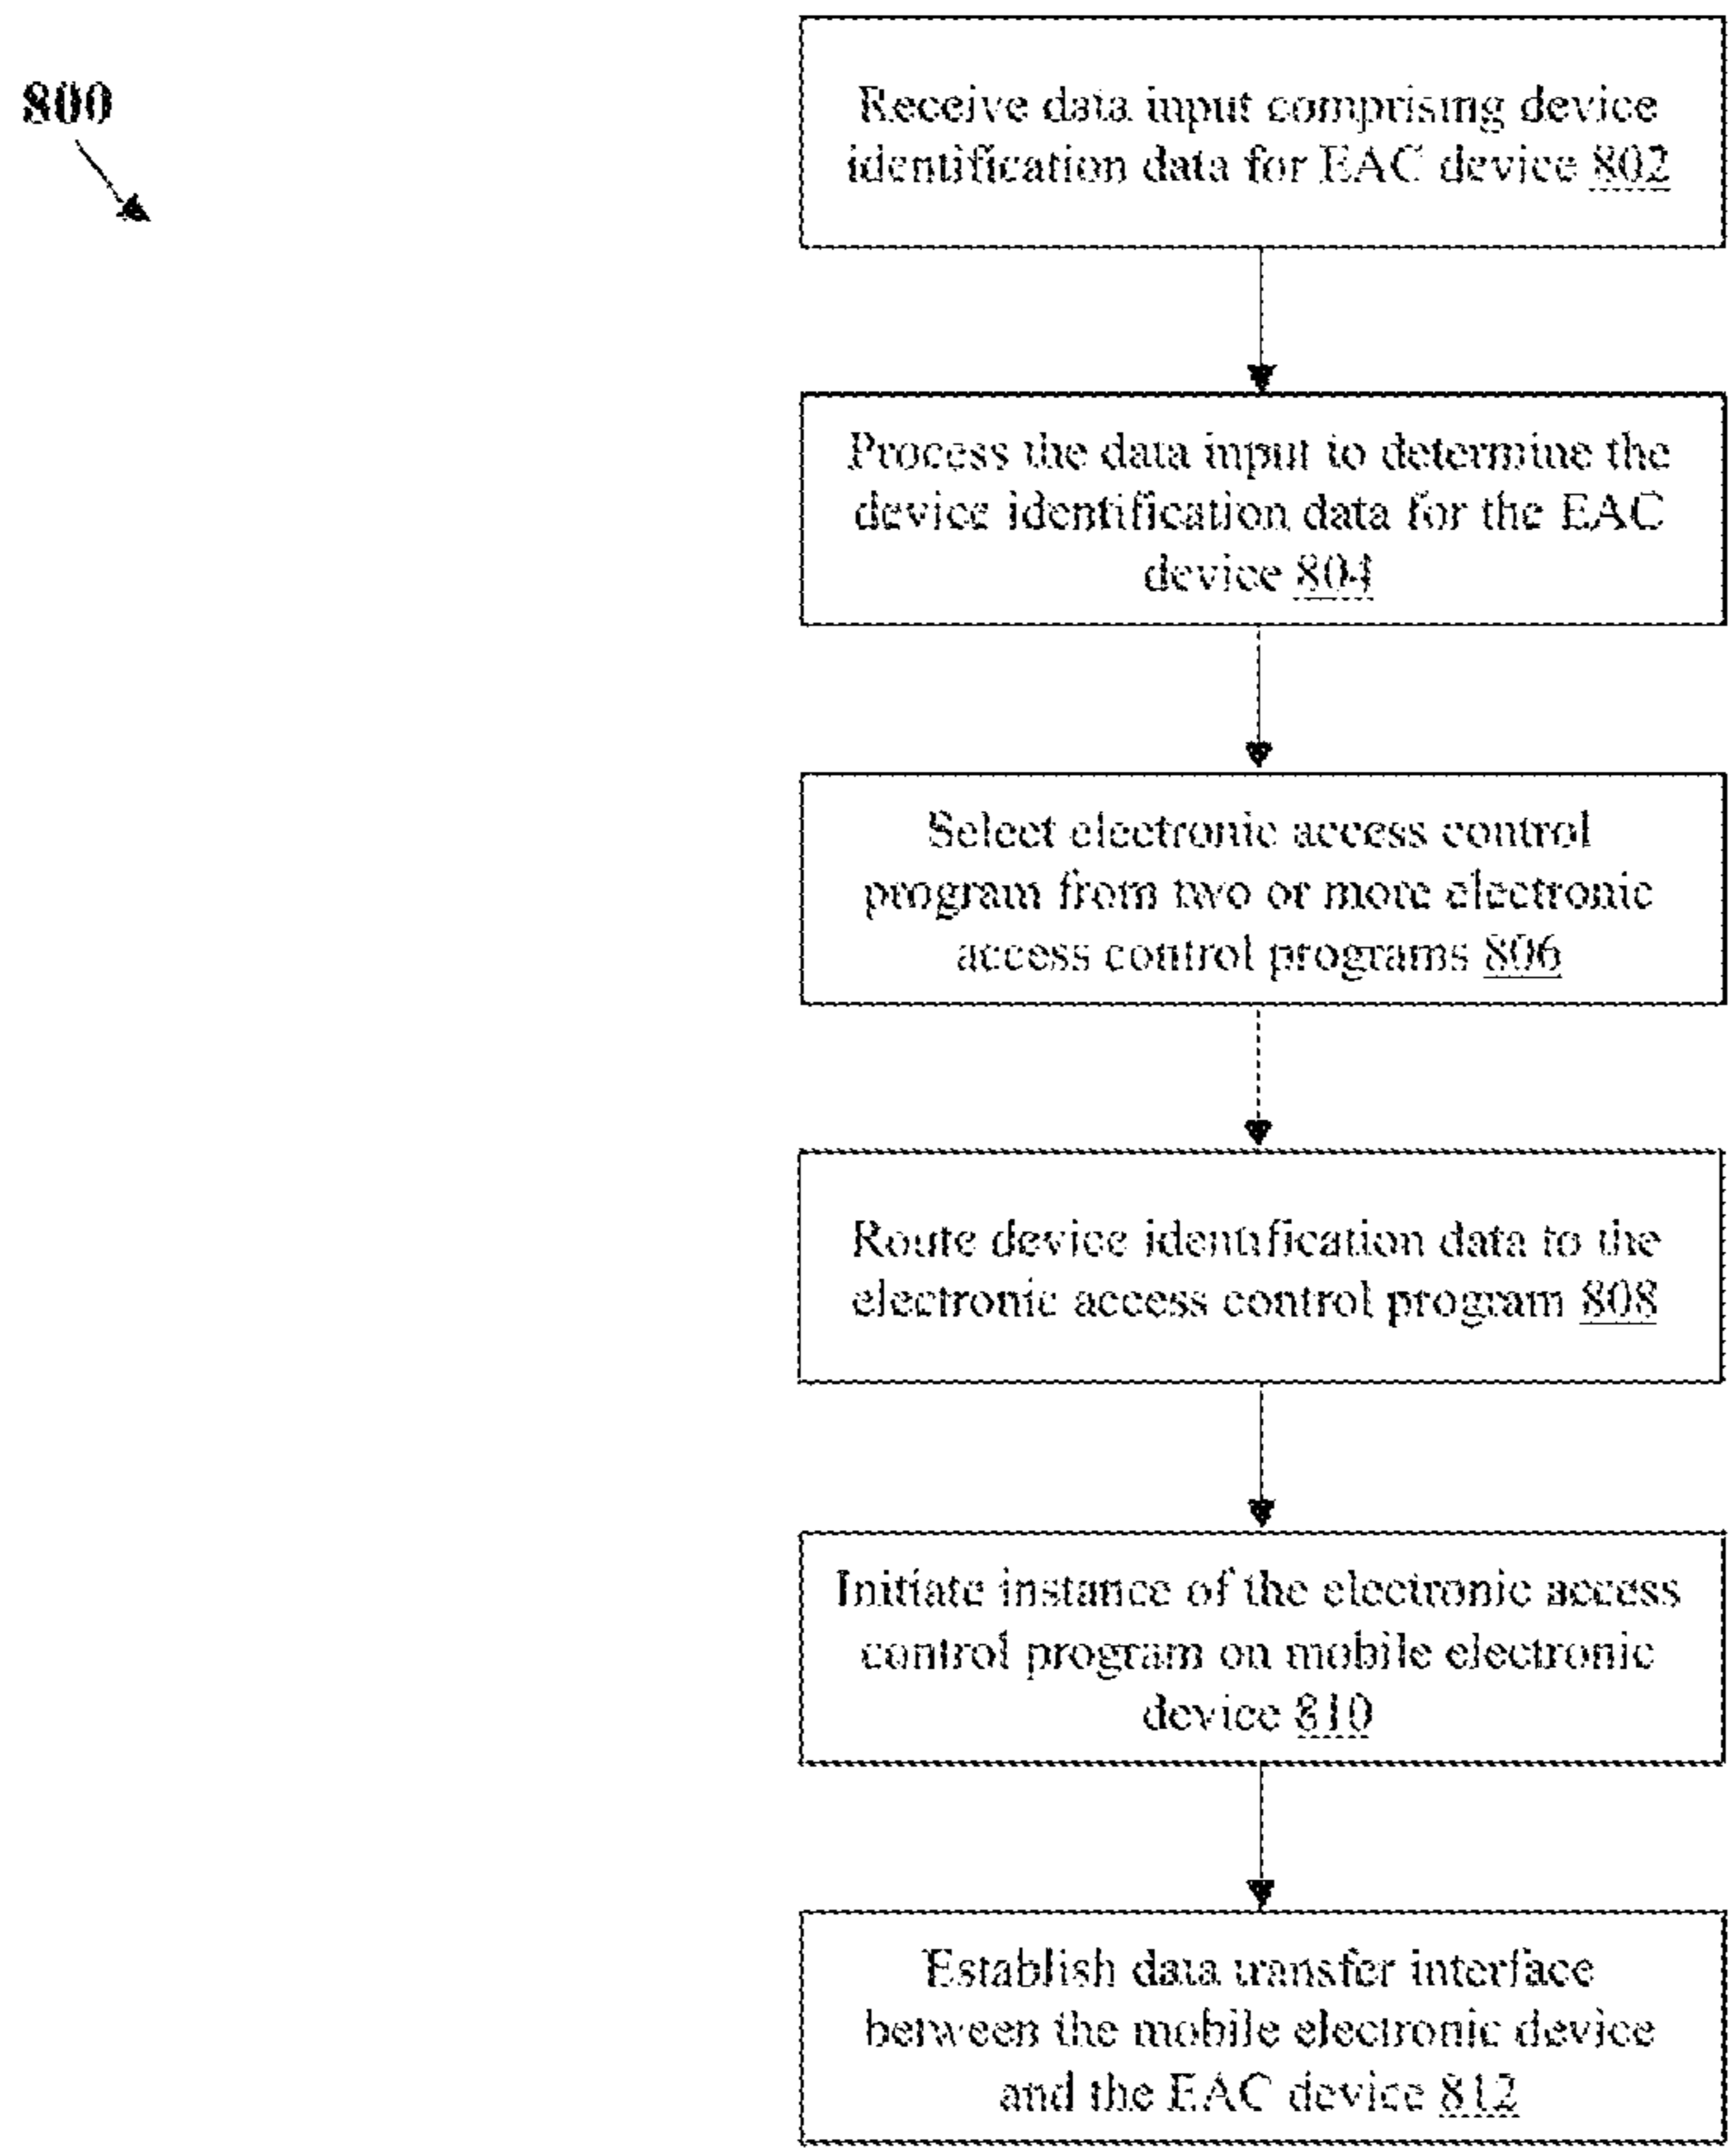 800
Receive data input comprising device
identification data for EAC device 802
Process the data input to determine the
device identification data for the EAC
device 804
Select electronic access control
program from two or more electronic
access control programs 806
Route device identification data to the
electronic access control program 808
Initiate instance of the electronic access
control program on mobile electronic
device 810
Establish data transfer interface
between the mobile electronic device
and the EAC device 812